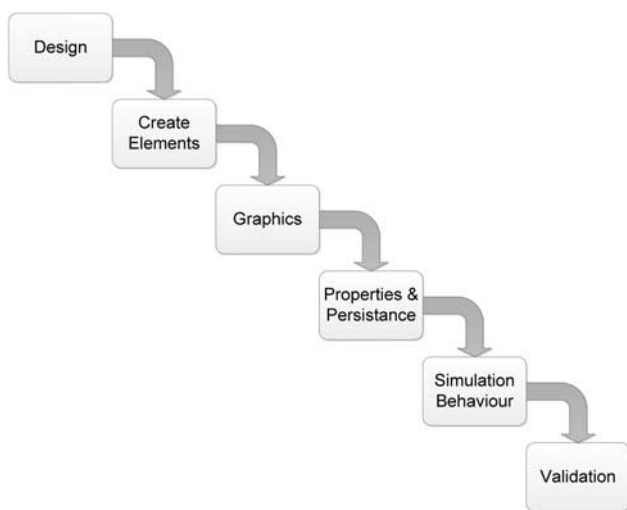 Design
Create
Elements
Graphics
Properties &
Persistance
Simulation
Behaviour
Validation